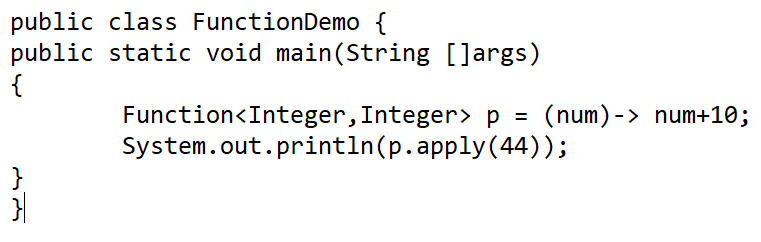 public class FunctionDemo {
public static void main(String []args)
{
Function<Integer,Integer> p = (num)-> num+10;
System.out.println(p.apply(44));
}
}